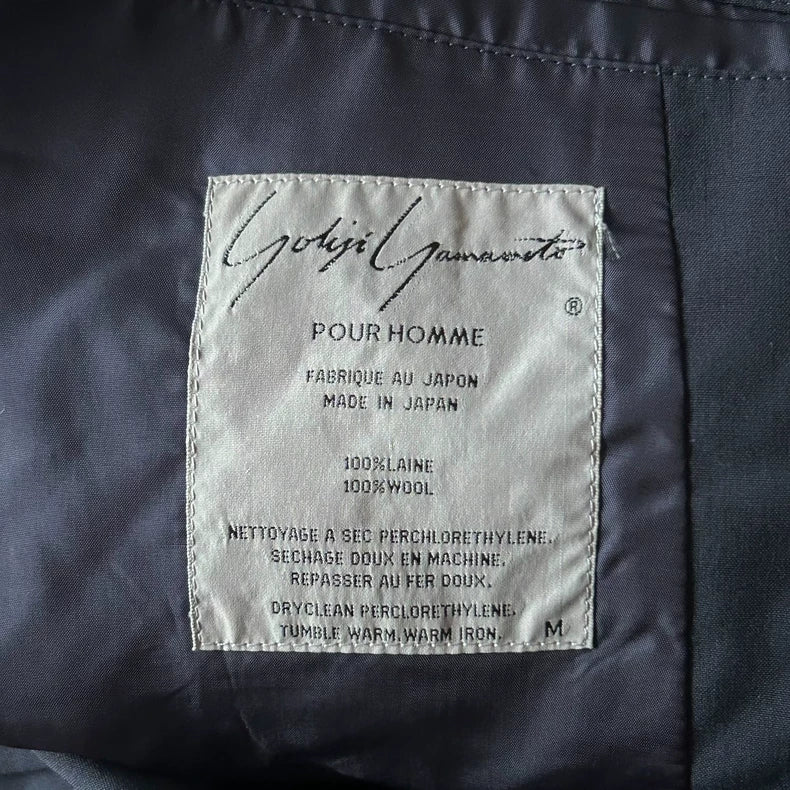 Yohji Yamamoto
®
POUR HOMME
FABRIQUE AU JAPON
MADE IN JAPAN
100%LAINE
100%WOOL
NETTOYAGE A SEC PERCHLORETHYLENE.
SECHAGE DOUX EN MACHINE.
REPASSER AU FER DOUX.
DRYCLEAN PERCLORETHYLENE.
TUMBLE WARM.WARM IRON. M